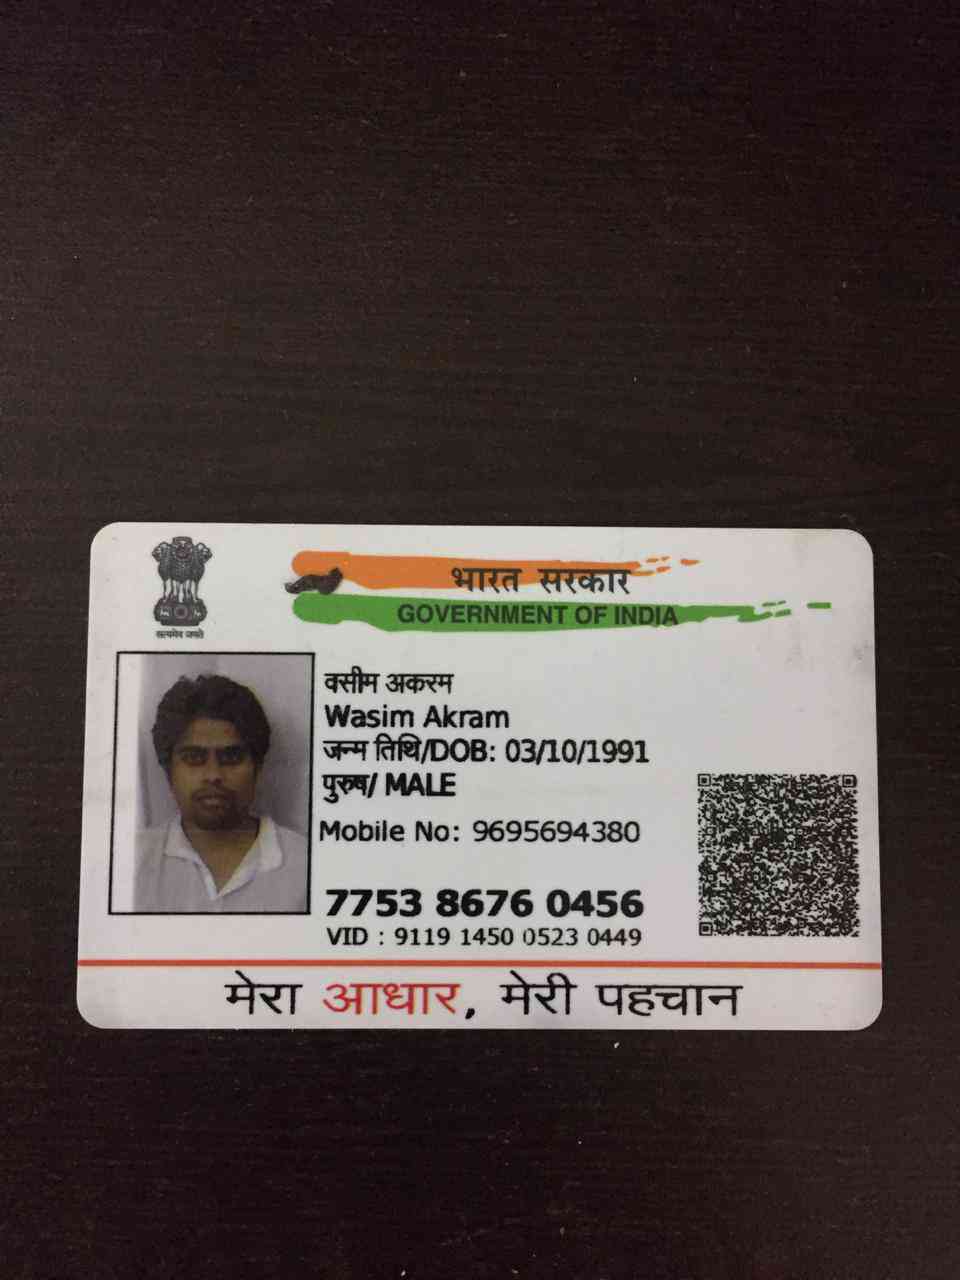 भारत सरकार
GOVERNMENT OF INDIA
सत्यमेव जयते
वसीम अकरम
Wasim Akram
जन्म तिथि/DOB: 03/10/1991
पुरुष/ MALE
Mobile No: 9695694380
7753 8676 0456
VID : 9119 1450 0523 0449
मेरा आधार, मेरी पहचान